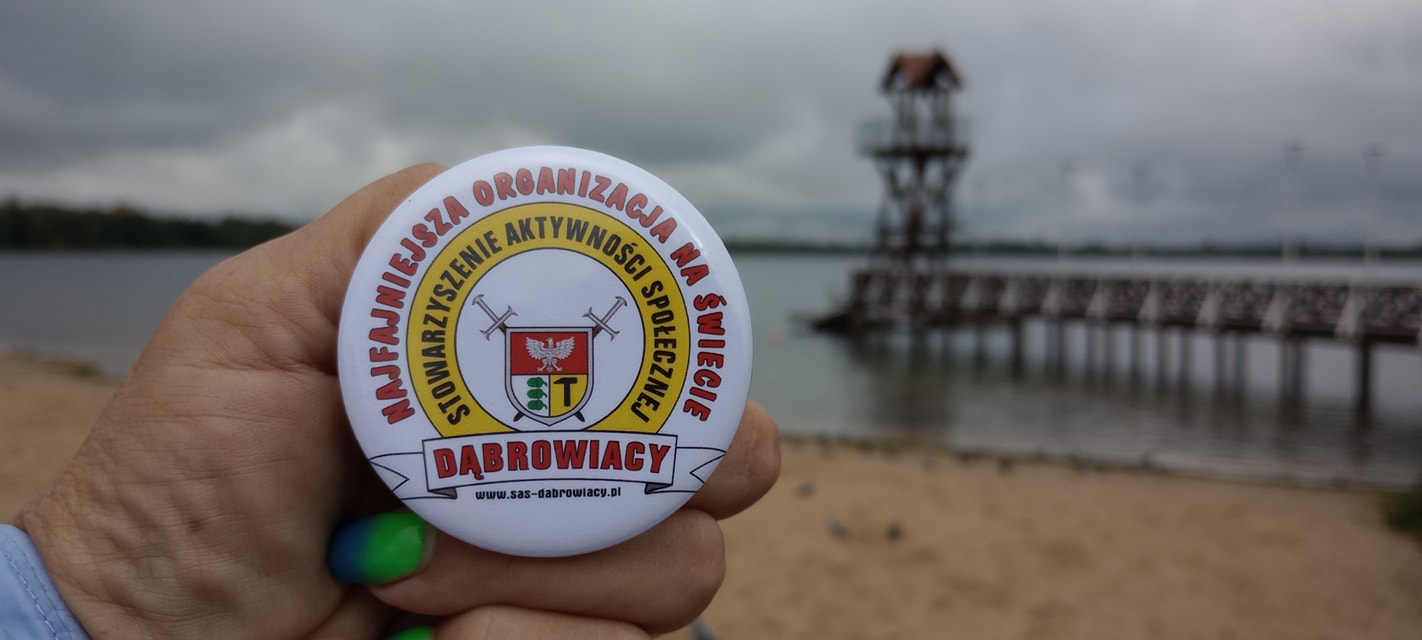 NAJFAJNIEJSZA ORGANIZACJA NA ŚWIECIE
STOWARZYSZENIE AKTYWNOŚCI SPOŁECZNEJ
DĄBROWIACY
www.sas-dabrowiacy.pl